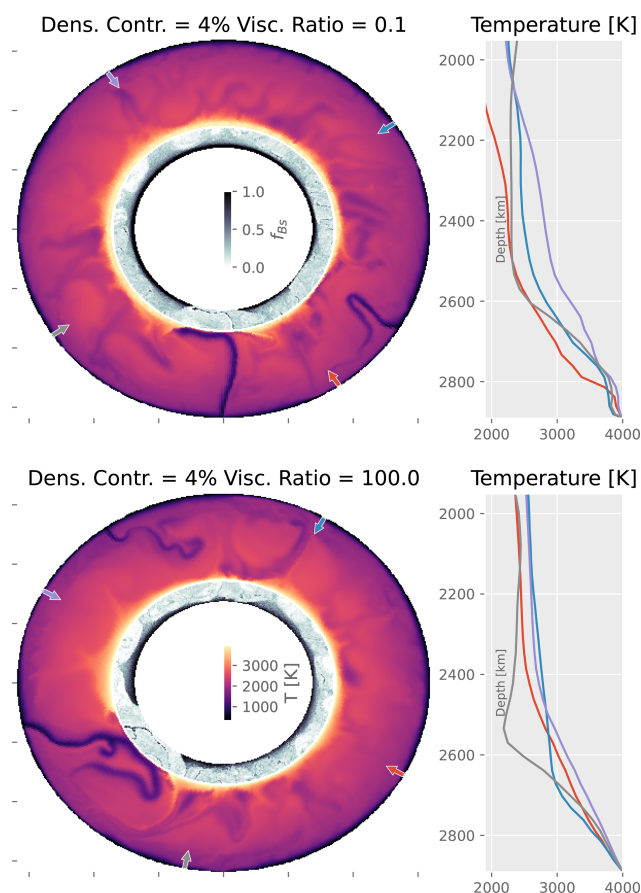 Dens. Contr. = 4% Visc. Ratio = 0.1
Temperature [K]
1.0
0.5
0.0
f_Bs
2000
2200
2400
2600
2800
Depth [km]
2000 3000 4000
Dens. Contr. = 4% Visc. Ratio = 100.0
Temperature [K]
3000
2000
1000
T [K]
2000
2200
2400
2600
2800
Depth [km]
2000 3000 4000